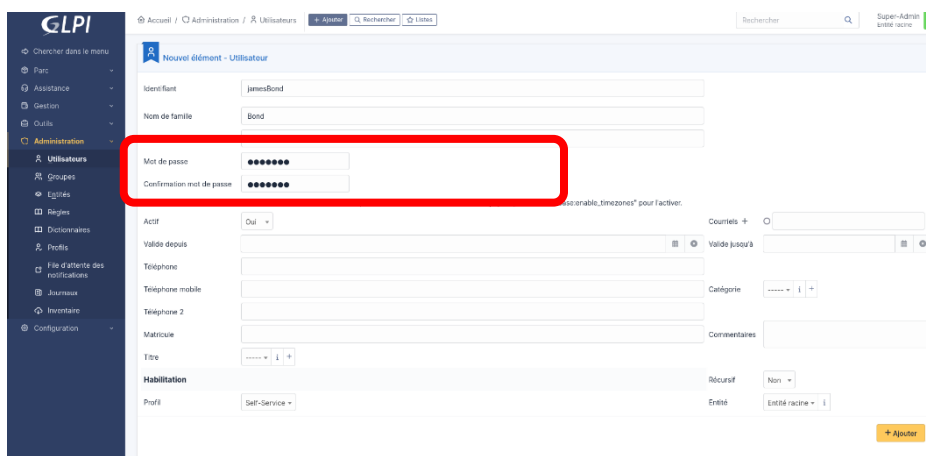 GLPI
Accueil / Administration / Utilisateurs + Ajouter Rechercher Listes
Rechercher
Super-Admin
Entité racine
Chercher dans le menu
Parc
Assistance
Gestion
Outils
Administration
Utilisateurs
Groupes
Entités
Règles
Dictionnaires
Profils
File d'attente des
notifications
Journaux
Inventaire
Configuration
Nouvel élément - Utilisateur
Identifiant jamesBond
Nom de famille Bond
Mot de passe ●●●●●●●
Confirmation mot de passe ●●●●●●●
:enable_timezones" pour l'activer.
Actif Oui Courriels +
Valide depuis Valide jusqu'à
Téléphone
Téléphone mobile Catégorie ----- i +
Téléphone 2
Matricule Commentaires
Titre ----- i +
Habilitation Récursif Non
Profil Self-Service Entité Entité racine i
+ Ajouter